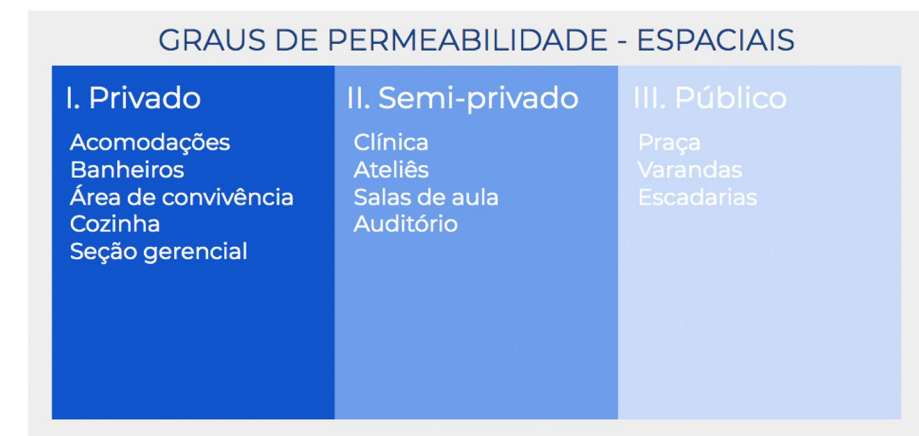 GRAUS DE PERMEABILIDADE - ESPACIAIS
I. Privado
Acomodações
Banheiros
Área de convivência
Cozinha
Seção gerencial
II. Semi-privado
Clínica
Ateliês
Salas de aula
Auditório
III. Público
Praça
Varandas
Escadarias